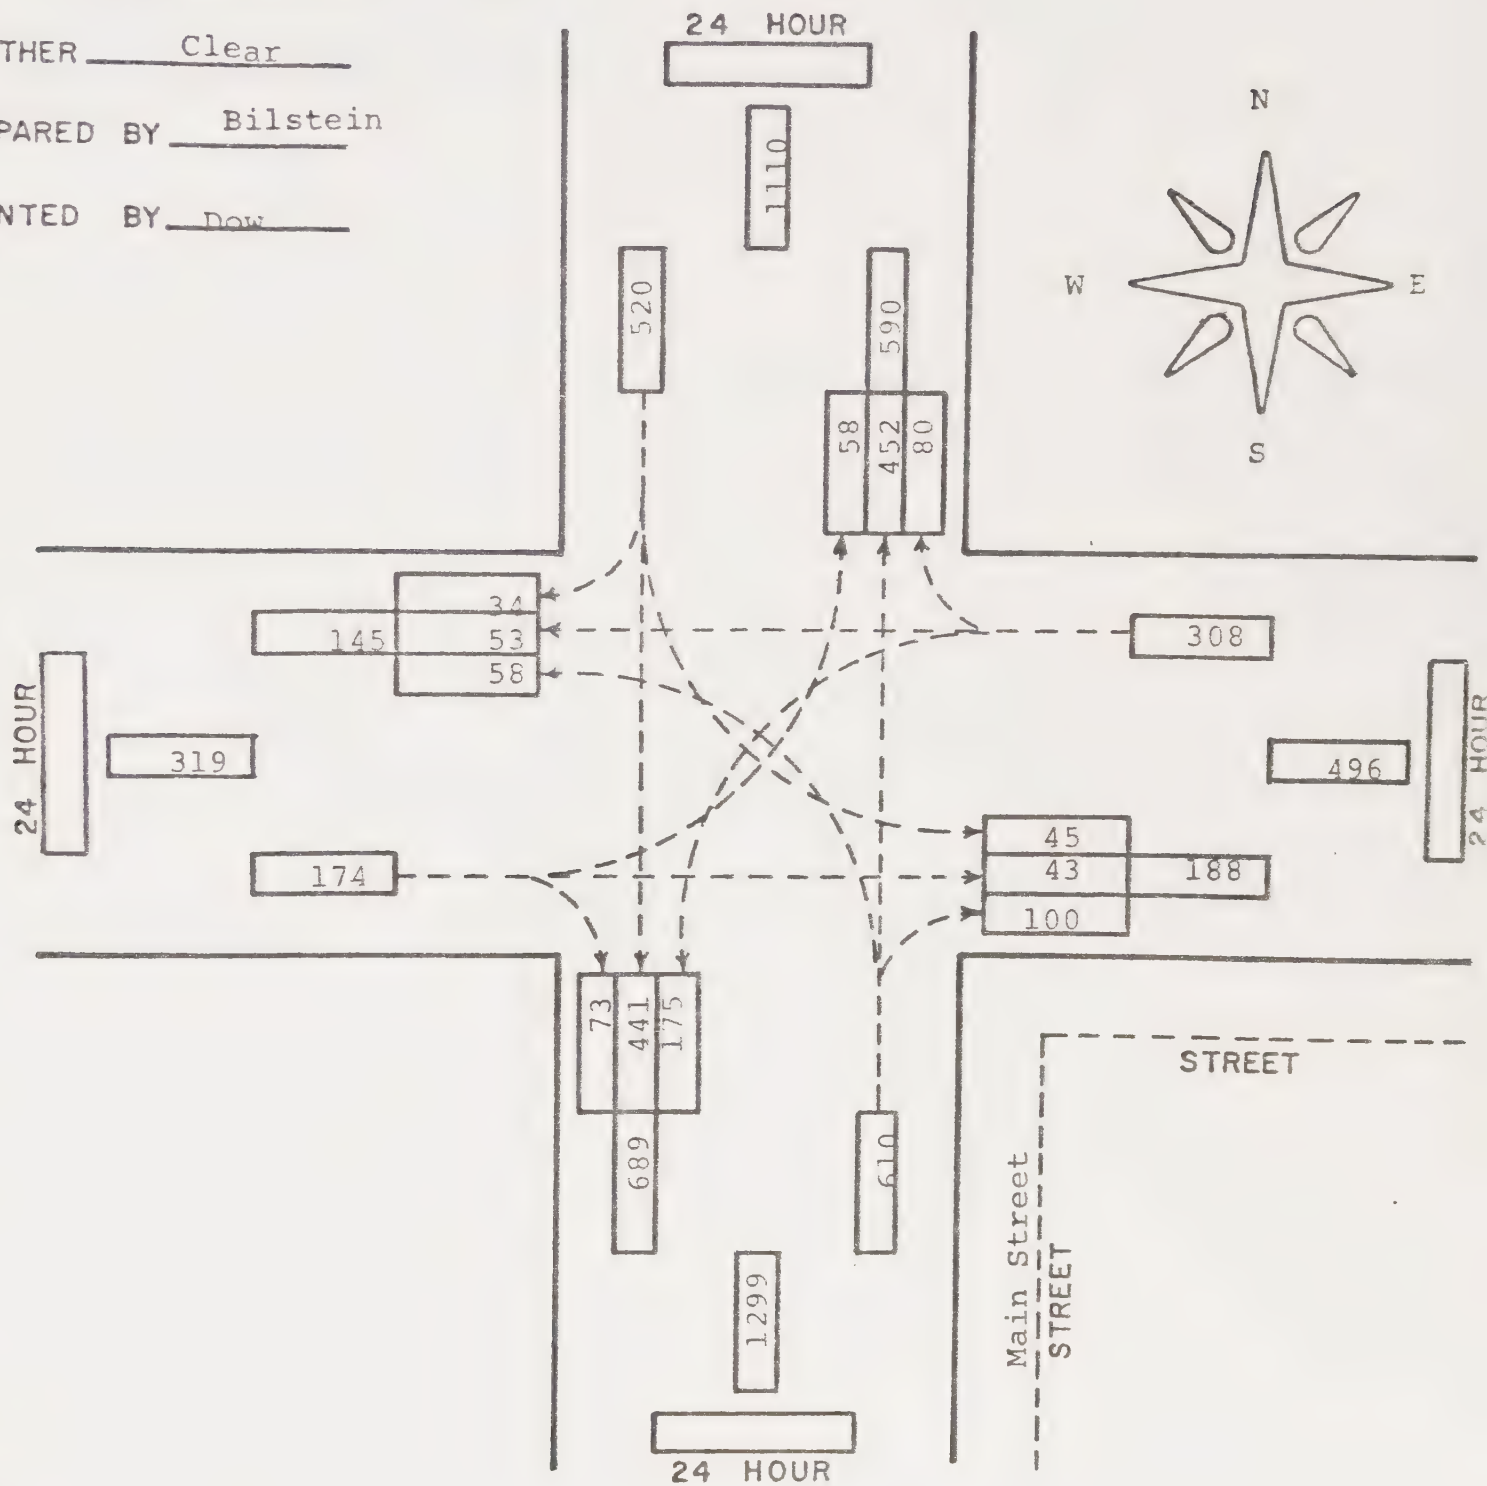 24 HOUR
THER Clear
PARED BY Bilstein
NTED BY Dow
N
W E
S
1110
520
590
58 452 80
34
145 53
58
308
24 HOUR
319
496
24 HOUR
174
45
43 188
100
73 441 175
689
610
STREET
Main Street
STREET
1299
24 HOUR